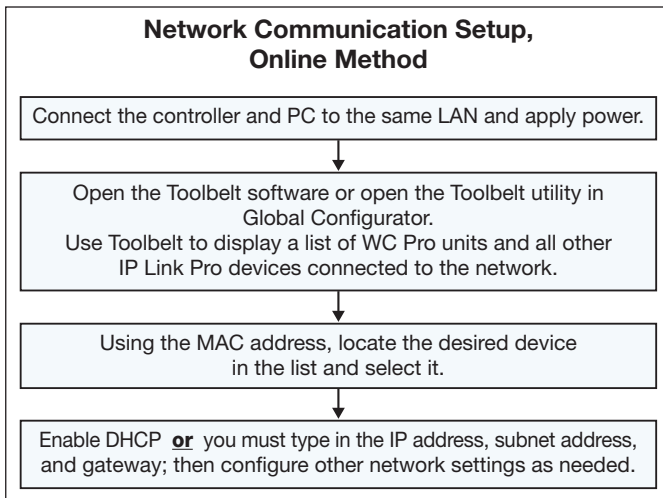 Network Communication Setup,
Online Method
Connect the controller and PC to the same LAN and apply power.
Open the Toolbelt software or open the Toolbelt utility in
Global Configurator.
Use Toolbelt to display a list of WC Pro units and all other
IP Link Pro devices connected to the network.
Using the MAC address, locate the desired device
in the list and select it.
Enable DHCP or you must type in the IP address, subnet address,
and gateway; then configure other network settings as needed.